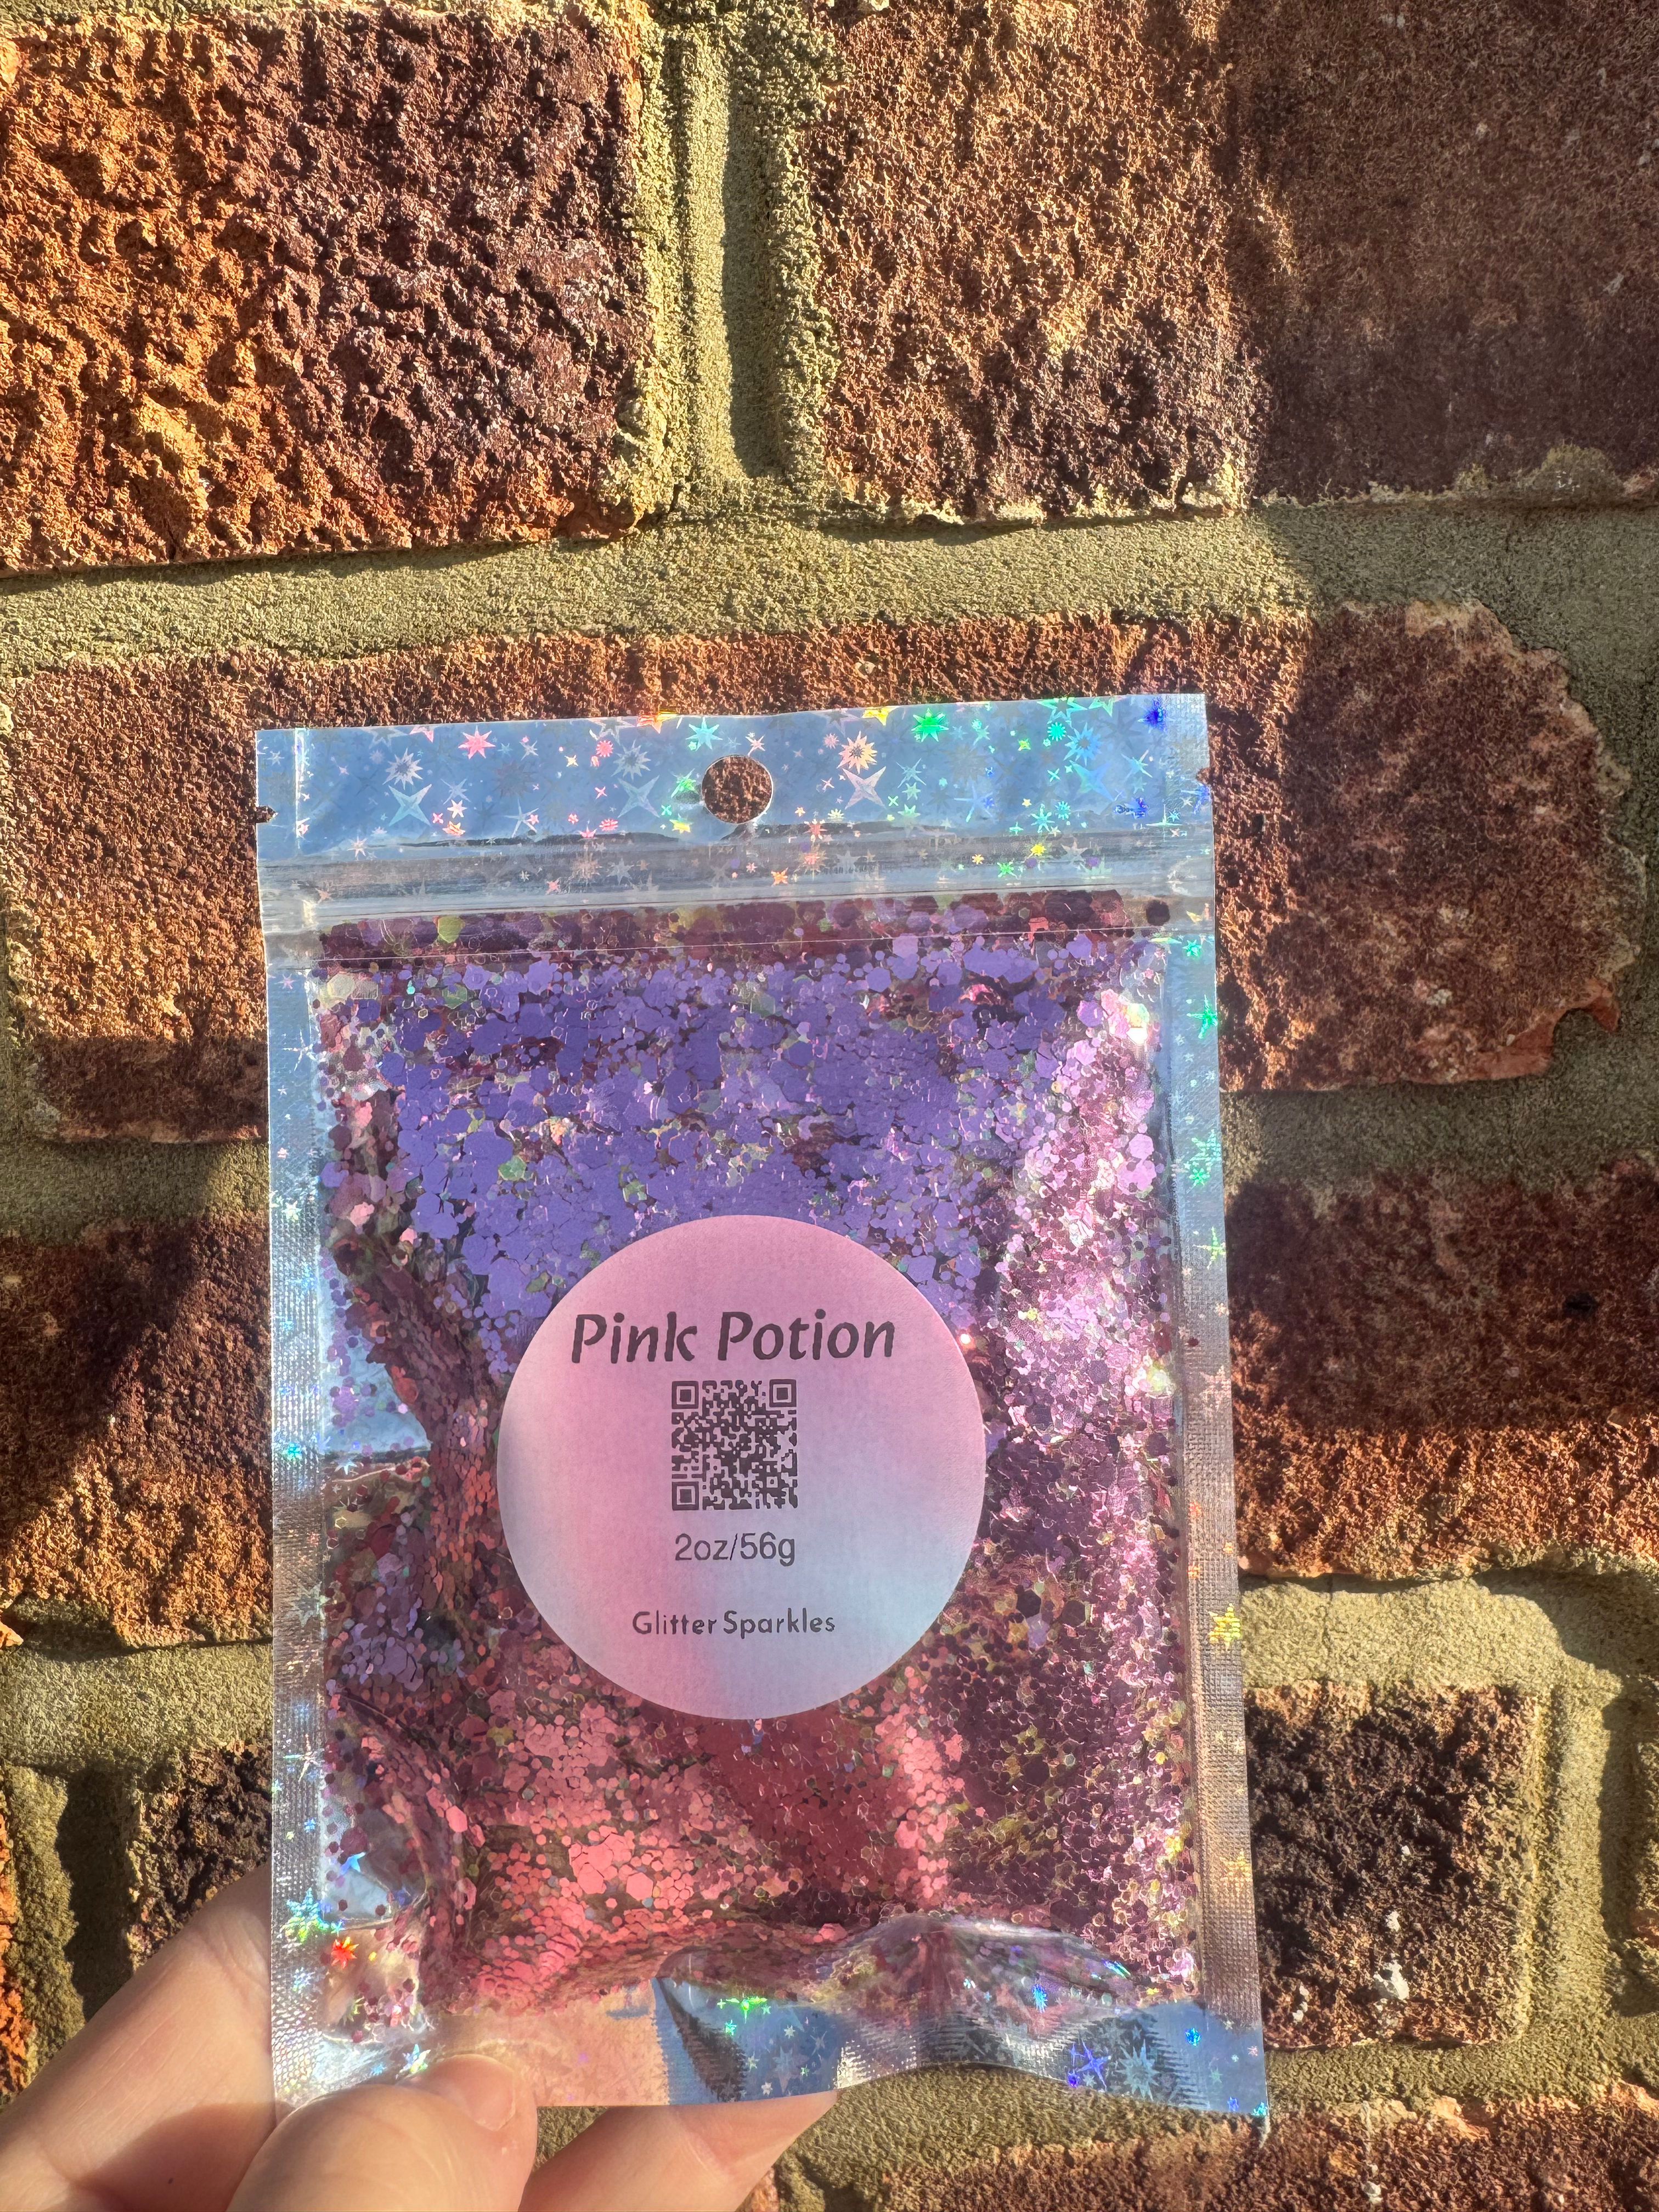 Pink Potion
2oz/56g
Glitter Sparkles